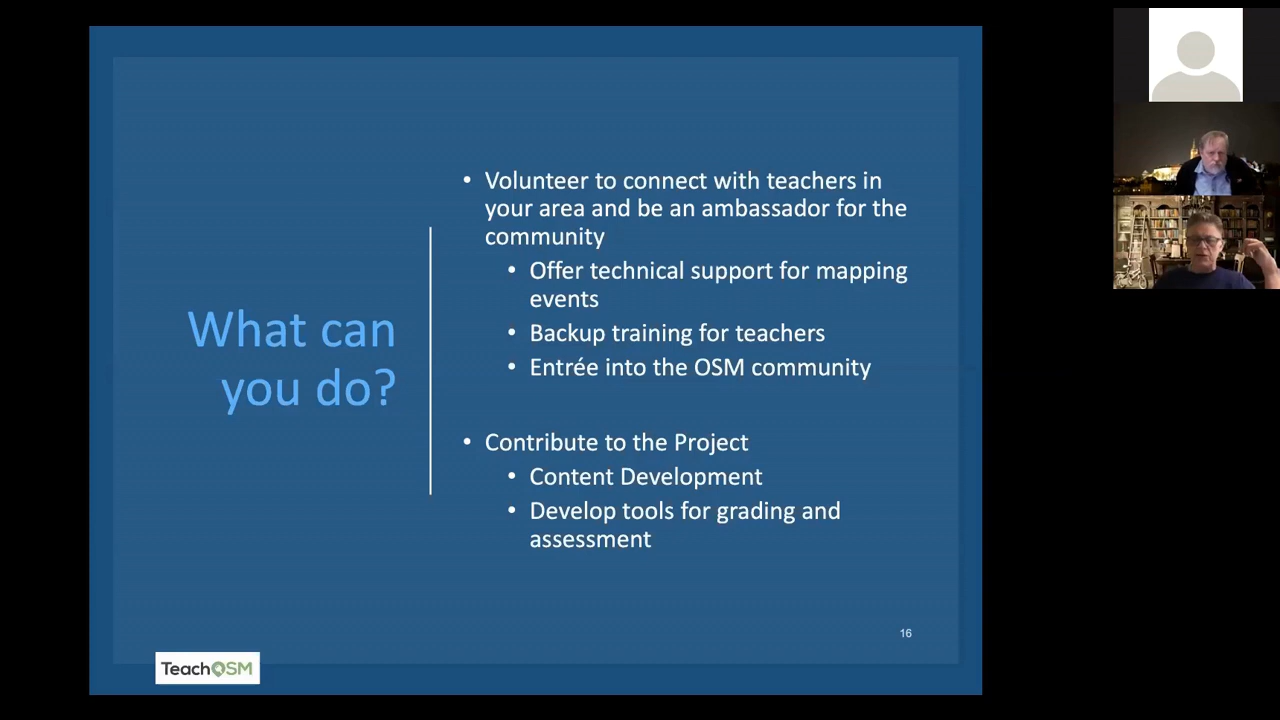 What can
you do?
• Volunteer to connect with teachers in
your area and be an ambassador for the
community
• Offer technical support for mapping
events
• Backup training for teachers
• Entrée into the OSM community
• Contribute to the Project
• Content Development
• Develop tools for grading and
assessment
16
TeachOSM